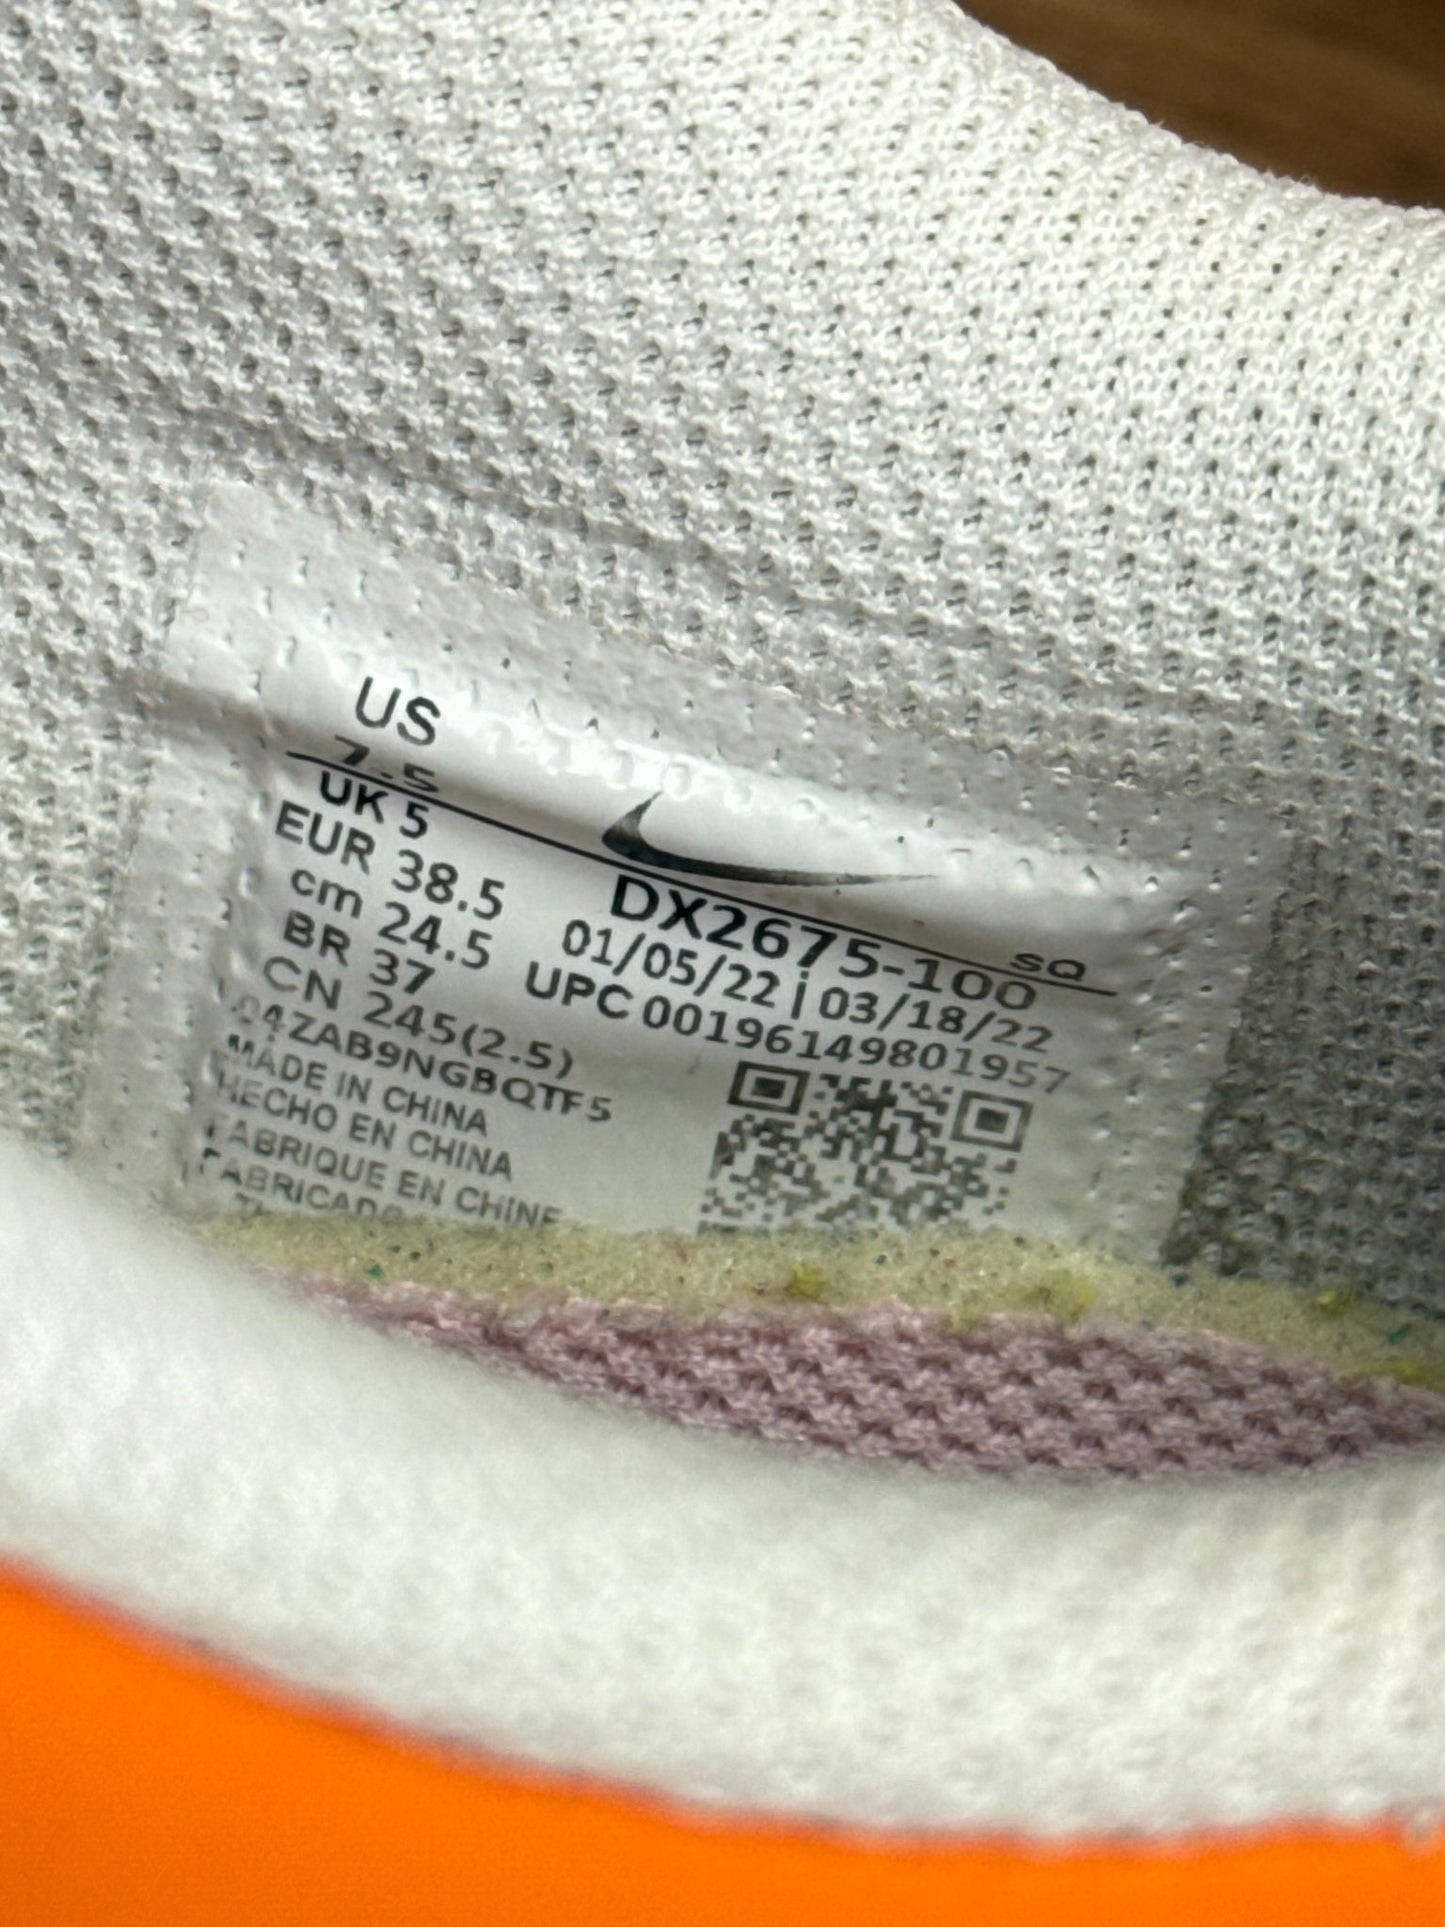 US
7.5
SQ
UK 5
EUR 38.5
DX2675-100
cm 24.5
01/05/22 | 03/18/22
BR 37
UPC 00196149801957
CN 245(2.5)
04ZAB9NGBQTF5
MADE IN CHINA
HECHO EN CHINA
FABRIQUE EN CHINE
FABRICADO